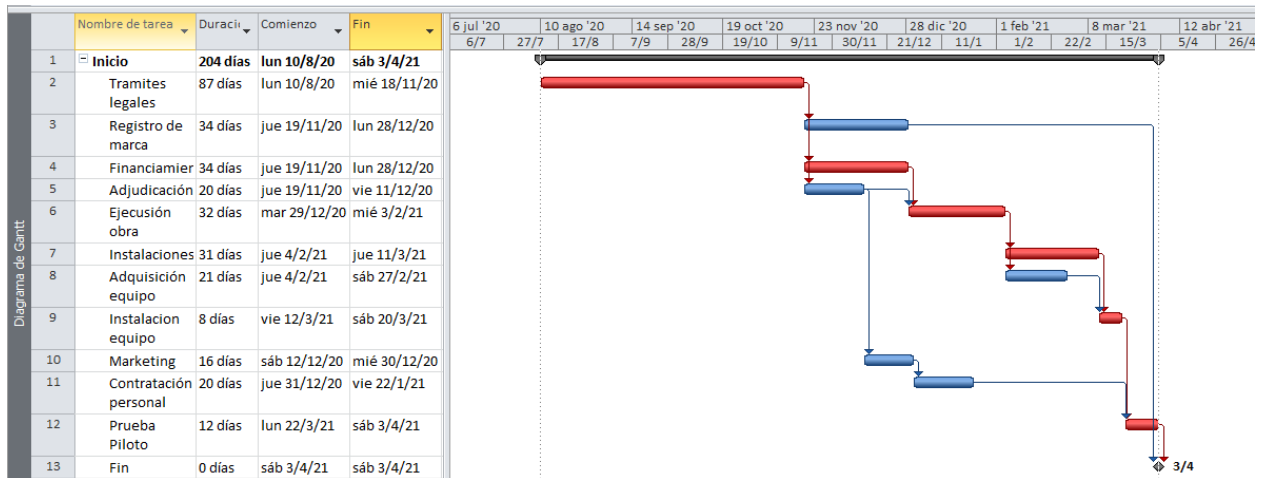 Nombre de tarea Duració Comienzo Fin
6 jul '20 10 ago '20 14 sep '20 19 oct '20 23 nov '20 28 dic '20 1 feb '21 8 mar '21 12 abr '21
6/7 27/7 17/8 7/9 28/9 19/10 9/11 30/11 21/12 11/1 1/2 22/2 15/3 5/4 26/4
1 Inicio 204 días lun 10/8/20 sáb 3/4/21
2 Tramites 87 días lun 10/8/20 mié 18/11/20
legales
3 Registro de 34 días jue 19/11/20 lun 28/12/20
marca
4 Financiamier 34 días jue 19/11/20 lun 28/12/20
5 Adjudicación 20 días jue 19/11/20 vie 11/12/20
6 Ejecusión 32 días mar 29/12/20 mié 3/2/21
obra
7 Instalaciones 31 días jue 4/2/21 jue 11/3/21
8 Adquisición 21 días jue 4/2/21 sáb 27/2/21
equipo
9 Instalacion 8 días vie 12/3/21 sáb 20/3/21
equipo
10 Marketing 16 días sáb 12/12/20 mié 30/12/20
11 Contratación 20 días jue 31/12/20 vie 22/1/21
personal
12 Prueba 12 días lun 22/3/21 sáb 3/4/21
Piloto
13 Fin 0 días sáb 3/4/21 sáb 3/4/21
3/4
Diagrama de Gantt